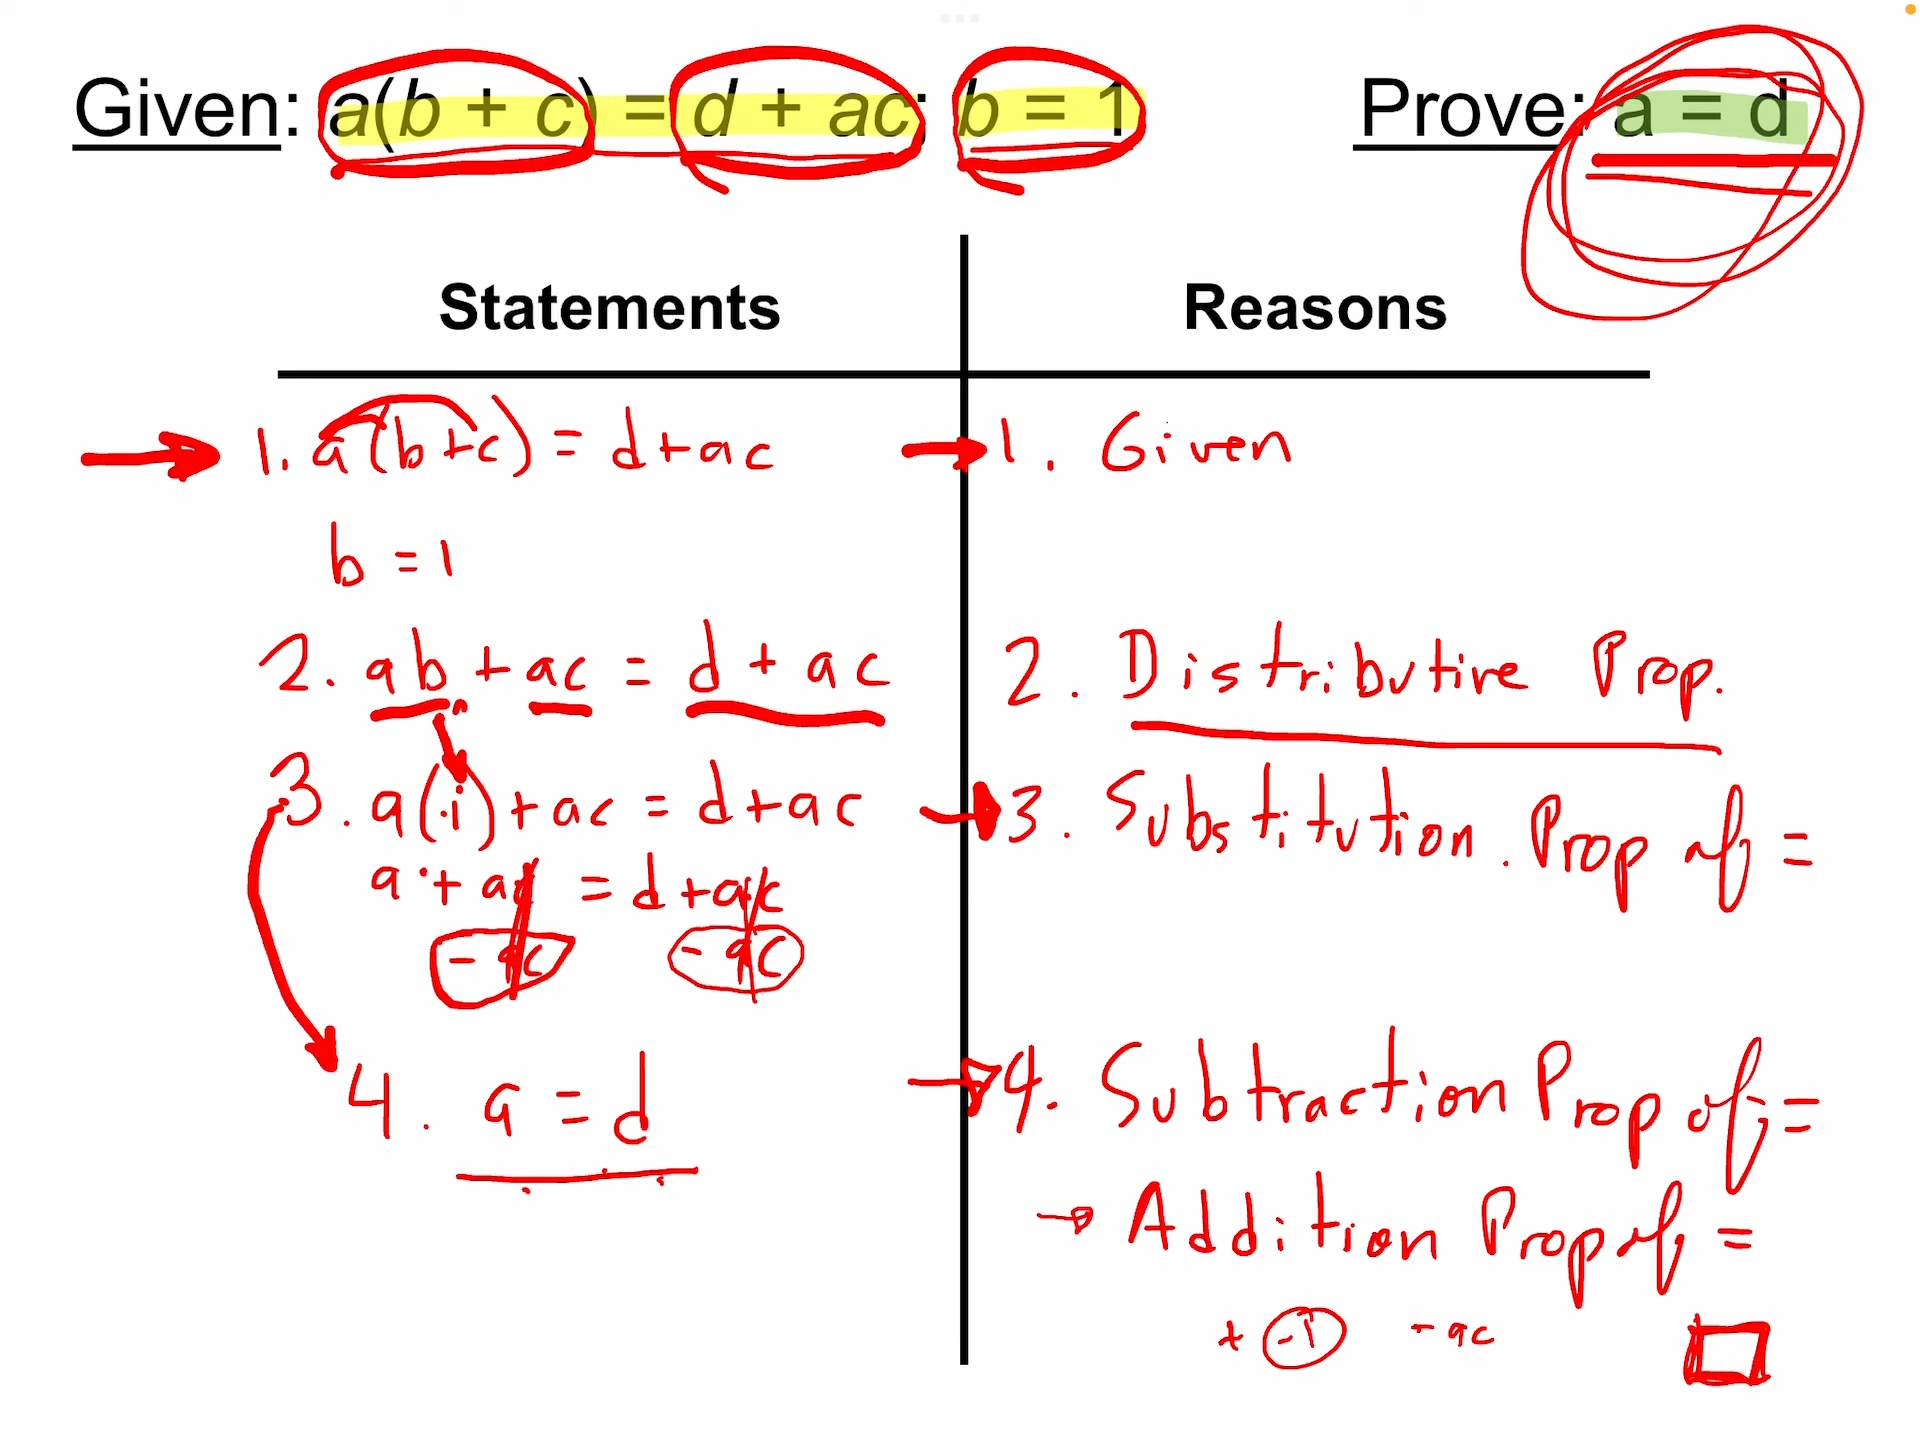 Given: a(b + c) = d + ac; b = 1 Prove: a = d
Statements Reasons
1. a(b+c) = d+ac 1. Given
b = 1
2. ab + ac = d + ac 2. Distributive Prop.
3. a(1) + ac = d+ac 3. Substitution. Prop of =
a + ac = d + ac
- ac - ac
4. a = d 4. Subtraction Prop of =
→ Addition Prop of =
+ -1 - ac